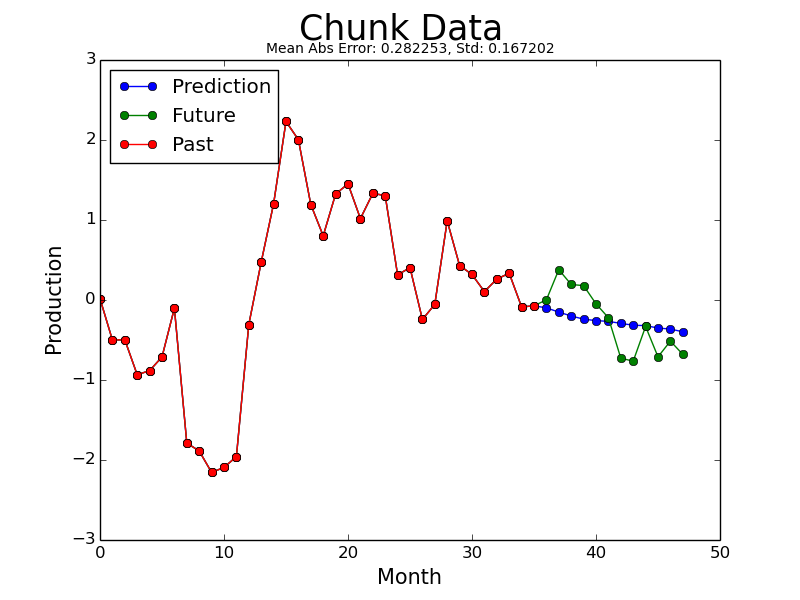 Chunk Data
Mean Abs Error: 0.282253, Std: 0.167202
Prediction
Future
Past
3
2
1
0
−1
−2
−3
Production
0 10 20 30 40 50
Month